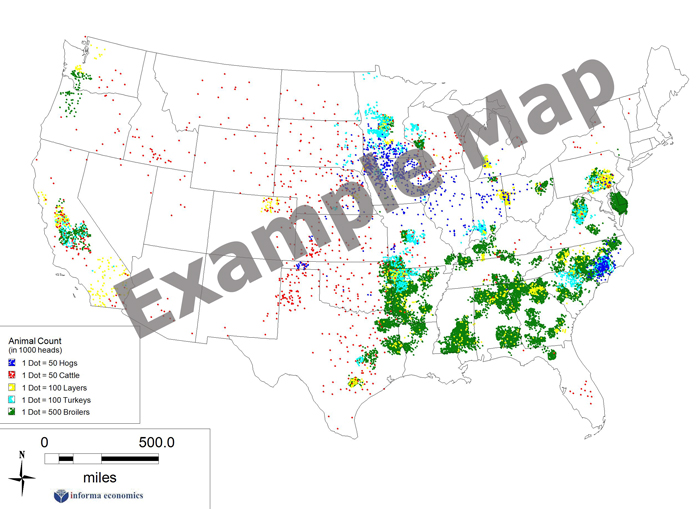 Example Map
Animal Count
(in 1000 heads)
1 Dot = 50 Hogs
1 Dot = 50 Cattle
1 Dot = 100 Layers
1 Dot = 100 Turkeys
1 Dot = 500 Broilers
0 500.0
N
miles
informa economics